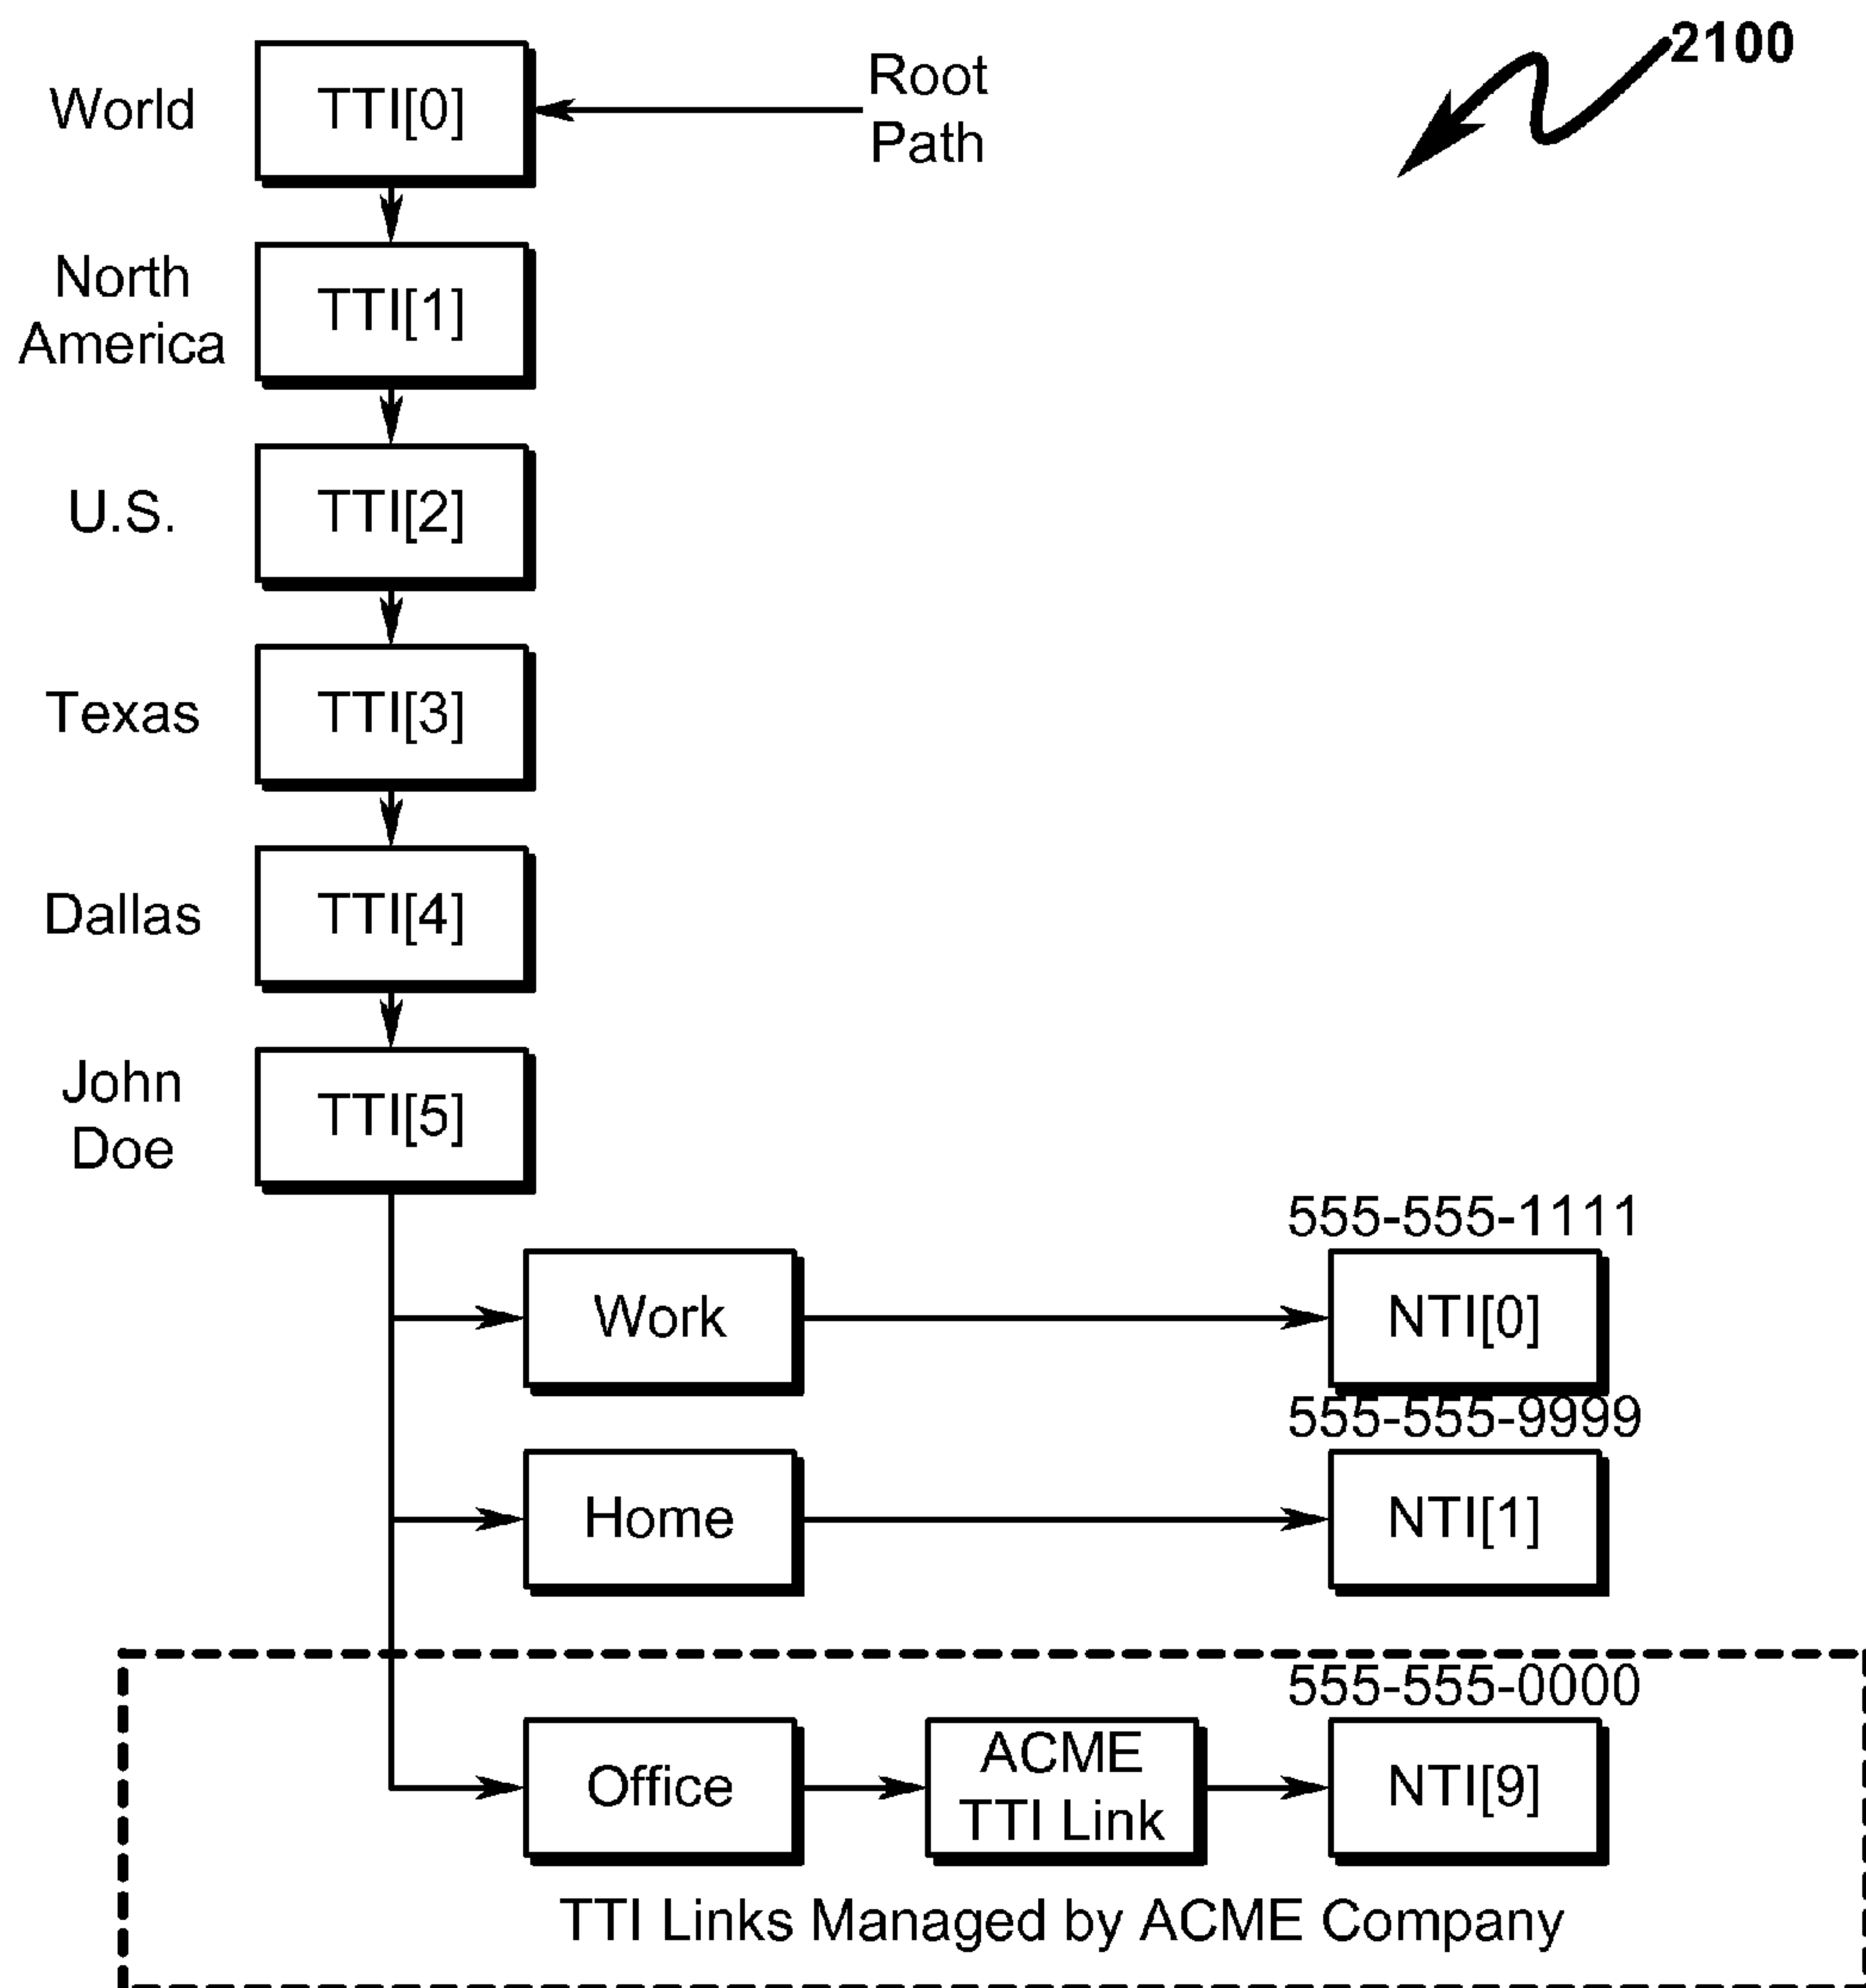 2100
World
TTI[0]
Root
Path
North
America
TTI[1]
U.S.
TTI[2]
Texas
TTI[3]
Dallas
TTI[4]
John
Doe
TTI[5]
555-555-1111
Work
NTI[0]
555-555-9999
Home
NTI[1]
555-555-0000
Office
ACME
TTI Link
NTI[9]
TTI Links Managed by ACME Company